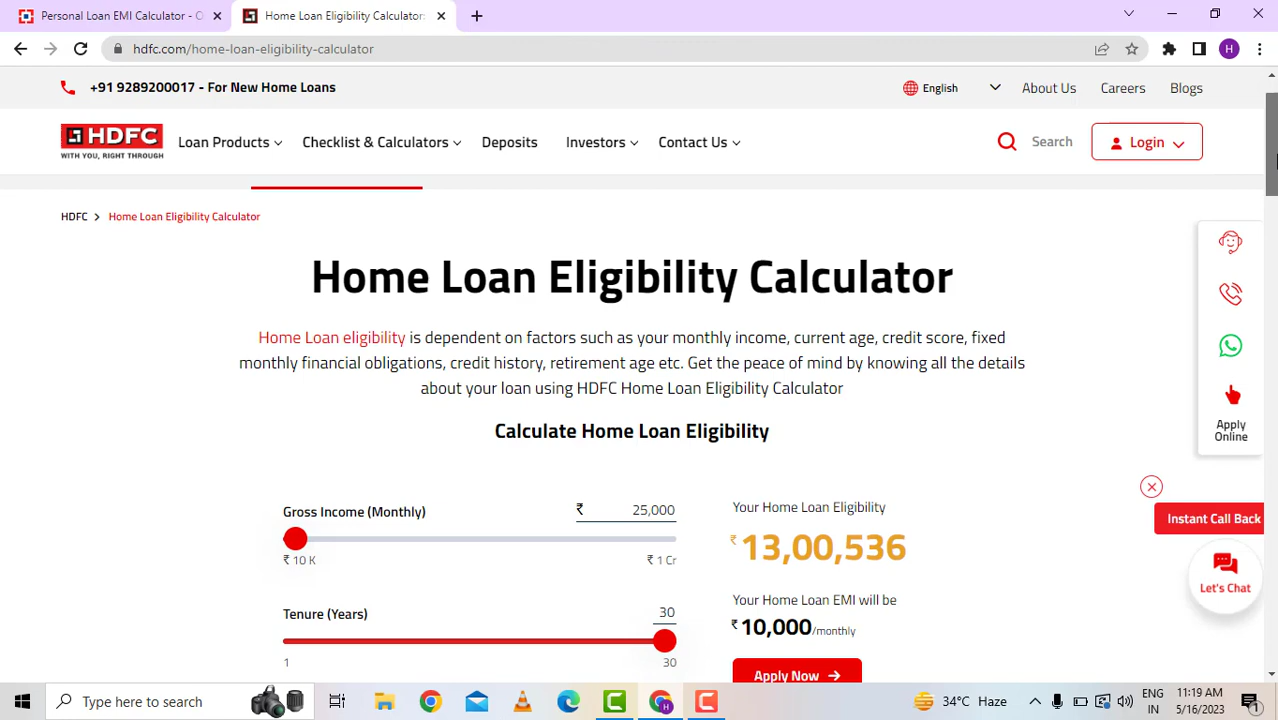 Personal Loan EMI Calculator - C
Home Loan Eligibility Calculator
hdfc.com/home-loan-eligibility-calculator
H
+91 9289200017 - For New Home Loans
English
About Us
Careers
Blogs
HDFC
WITH YOU, RIGHT THROUGH
Loan Products
Checklist & Calculators
Deposits
Investors
Contact Us
Search
Login
HDFC > Home Loan Eligibility Calculator
Home Loan Eligibility Calculator
Home Loan eligibility is dependent on factors such as your monthly income, current age, credit score, fixed
monthly financial obligations, credit history, retirement age etc. Get the peace of mind by knowing all the details
about your loan using HDFC Home Loan Eligibility Calculator
Calculate Home Loan Eligibility
Gross Income (Monthly)
₹ 25,000
₹ 10 K
₹ 1 Cr
Tenure (Years)
30
1
30
Your Home Loan Eligibility
₹13,00,536
Your Home Loan EMI will be
₹10,000/monthly
Apply Now
Apply
Online
Instant Call Back
Let's Chat
Type here to search
H
34°C Haze
ENG
IN
11:19 AM
5/16/2023
1